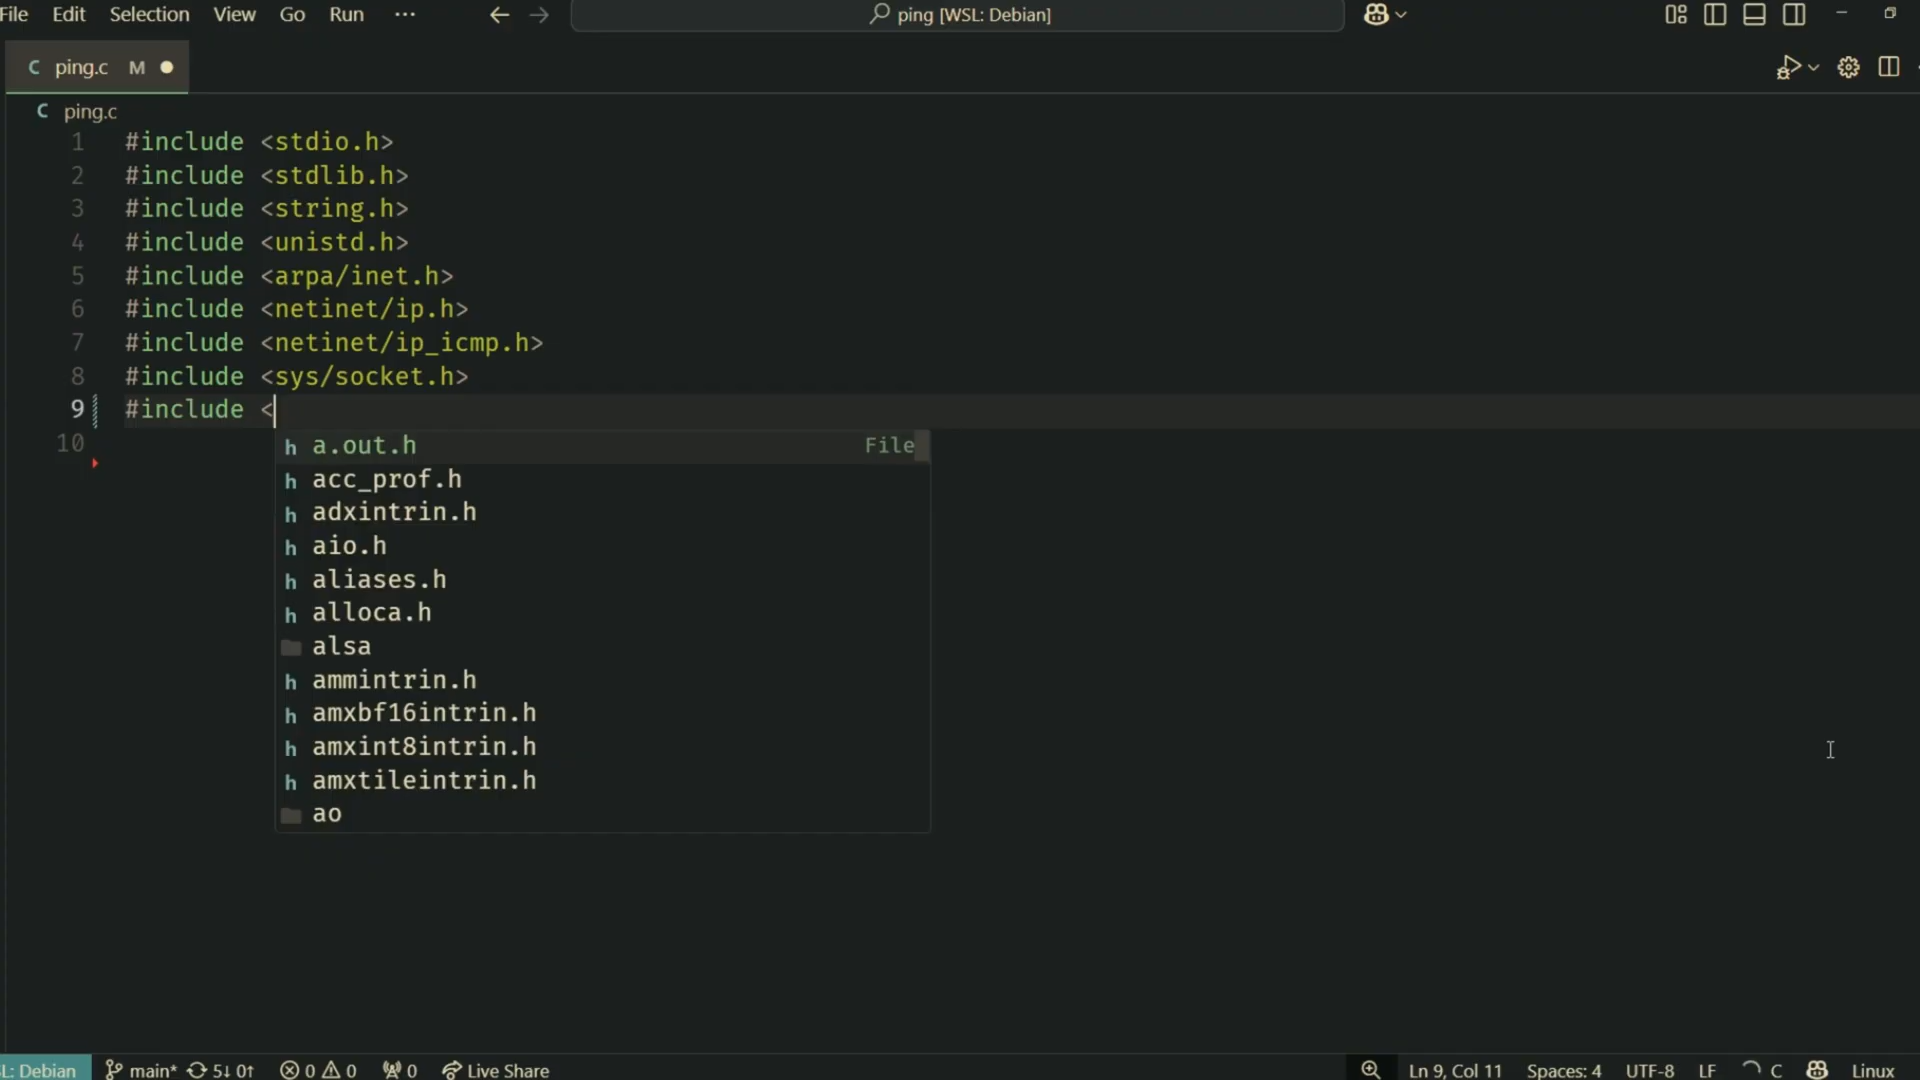 File Edit Selection View Go Run ··· ping [WSL: Debian]
C ping.c M
C ping.c
1 #include <stdio.h>
2 #include <stdlib.h>
3 #include <string.h>
4 #include <unistd.h>
5 #include <arpa/inet.h>
6 #include <netinet/ip.h>
7 #include <netinet/ip_icmp.h>
8 #include <sys/socket.h>
9 #include <
10
h a.out.h File
h acc_prof.h
h adxintrin.h
h aio.h
h aliases.h
h alloca.h
alsa
h ammintrin.h
h amxbf16intrin.h
h amxint8intrin.h
h amxtileintrin.h
ao
L: Debian main* 5↓ 0↑ 0 0 0 Live Share Ln 9, Col 11 Spaces: 4 UTF-8 LF C Linux